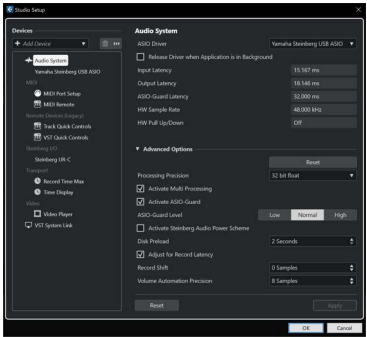 Studio Setup
Devices
+ Add Device
Audio System
Yamaha Steinberg USB ASIO
MIDI
MIDI Port Setup
MIDI Remote
Remote Devices (Legacy)
Track Quick Controls
VST Quick Controls
Steinberg I/O
Steinberg UR-C
Transport
Record Time Max
Time Display
Video
Video Player
VST System Link
Audio System
ASIO Driver Yamaha Steinberg USB ASIO
Release Driver when Application is in Background
Input Latency 15.167 ms
Output Latency 18.146 ms
ASIO-Guard Latency 32.000 ms
HW Sample Rate 48.000 kHz
HW Pull Up/Down Off
Advanced Options
Reset
Processing Precision 32 bit float
Activate Multi Processing
Activate ASIO-Guard
ASIO-Guard Level Low Normal High
Activate Steinberg Audio Power Scheme
Disk Preload 2 Seconds
Adjust for Record Latency
Record Shift 0 Samples
Volume Automation Precision 8 Samples
Reset Apply
OK Cancel